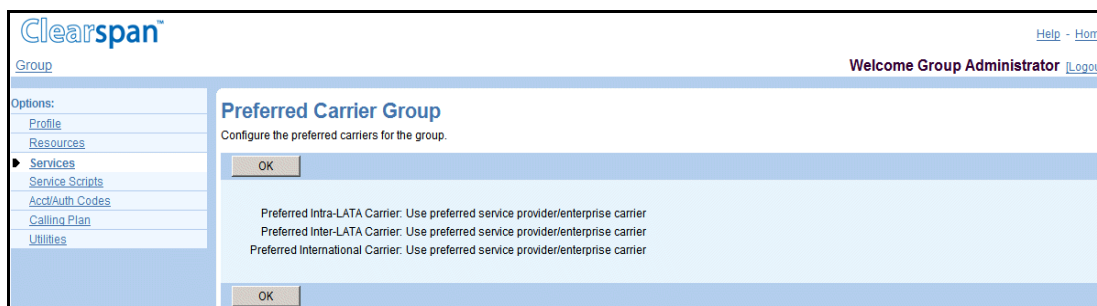 Clearspan™
Help - Hom
Group
Welcome Group Administrator [Logou
Options:
Profile
Resources
Services
Service Scripts
Acct/Auth Codes
Calling Plan
Utilities
Preferred Carrier Group
Configure the preferred carriers for the group.
OK
Preferred Intra-LATA Carrier: Use preferred service provider/enterprise carrier
Preferred Inter-LATA Carrier: Use preferred service provider/enterprise carrier
Preferred International Carrier: Use preferred service provider/enterprise carrier
OK